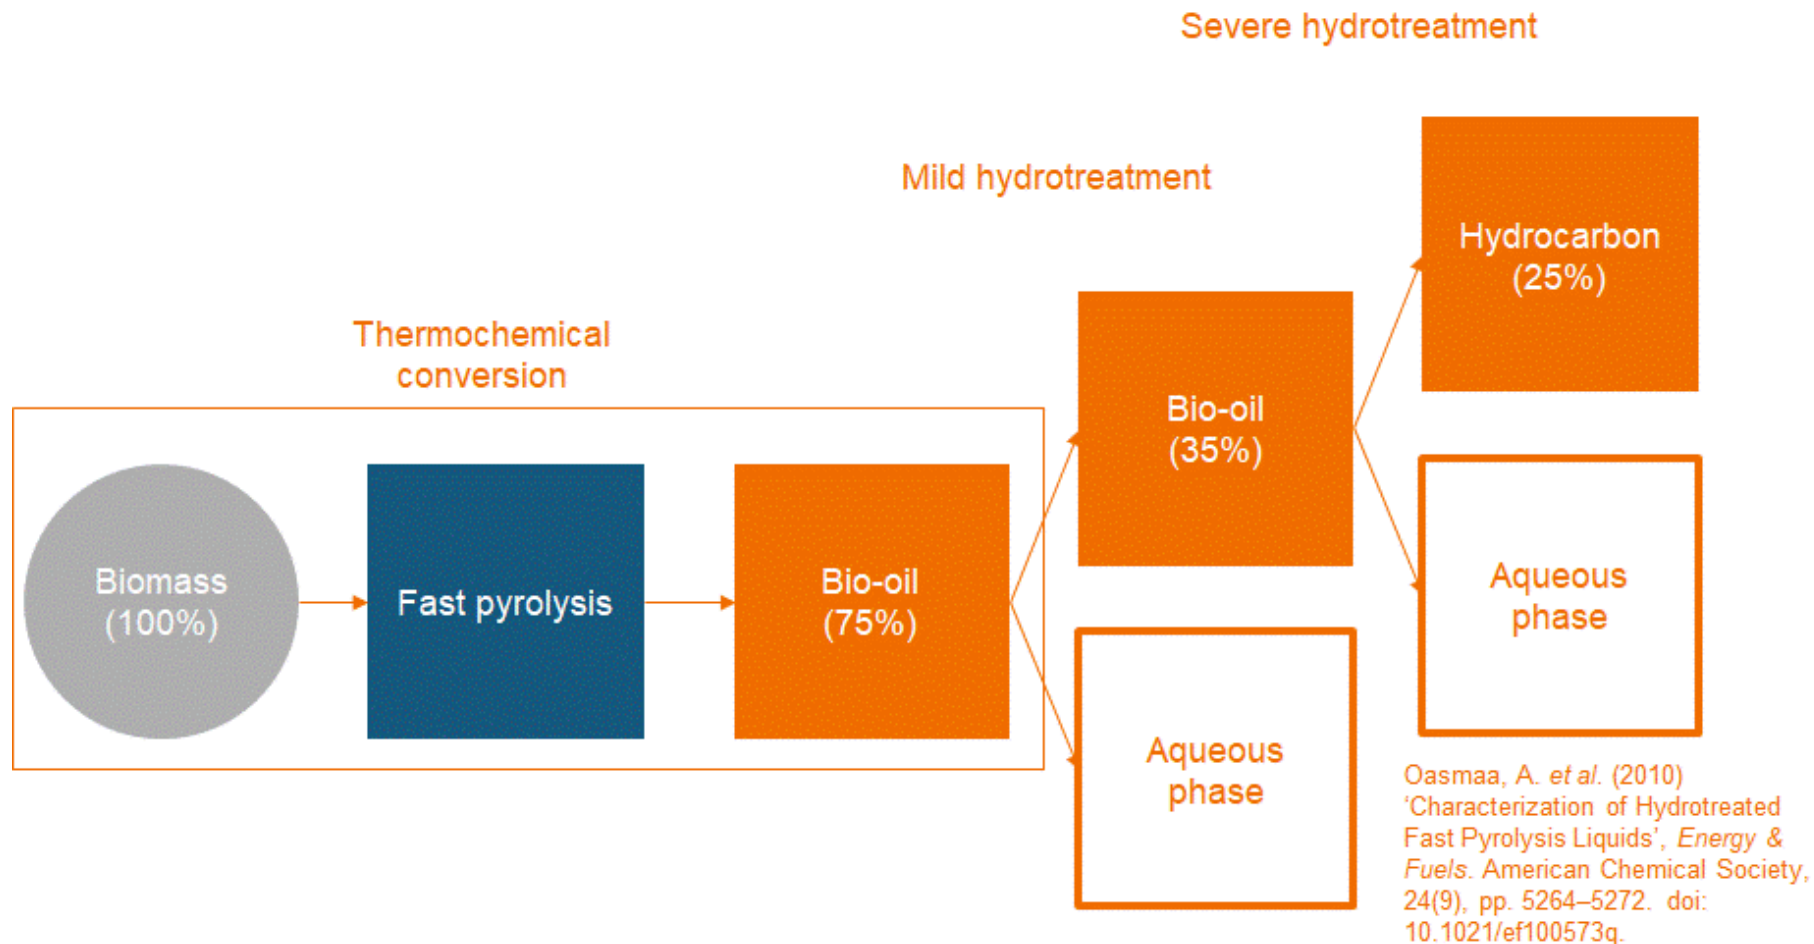 Severe hydrotreatment
Mild hydrotreatment
Hydrocarbon
(25%)
Thermochemical
conversion
Bio-oil
(35%)
Biomass
(100%)
Fast pyrolysis
Bio-oil
(75%)
Aqueous
phase
Aqueous
phase
Oasmaa, A. et al. (2010)
‘Characterization of Hydrotreated
Fast Pyrolysis Liquids’, Energy &
Fuels. American Chemical Society,
24(9), pp. 5264–5272. doi:
10.1021/ef100573q.